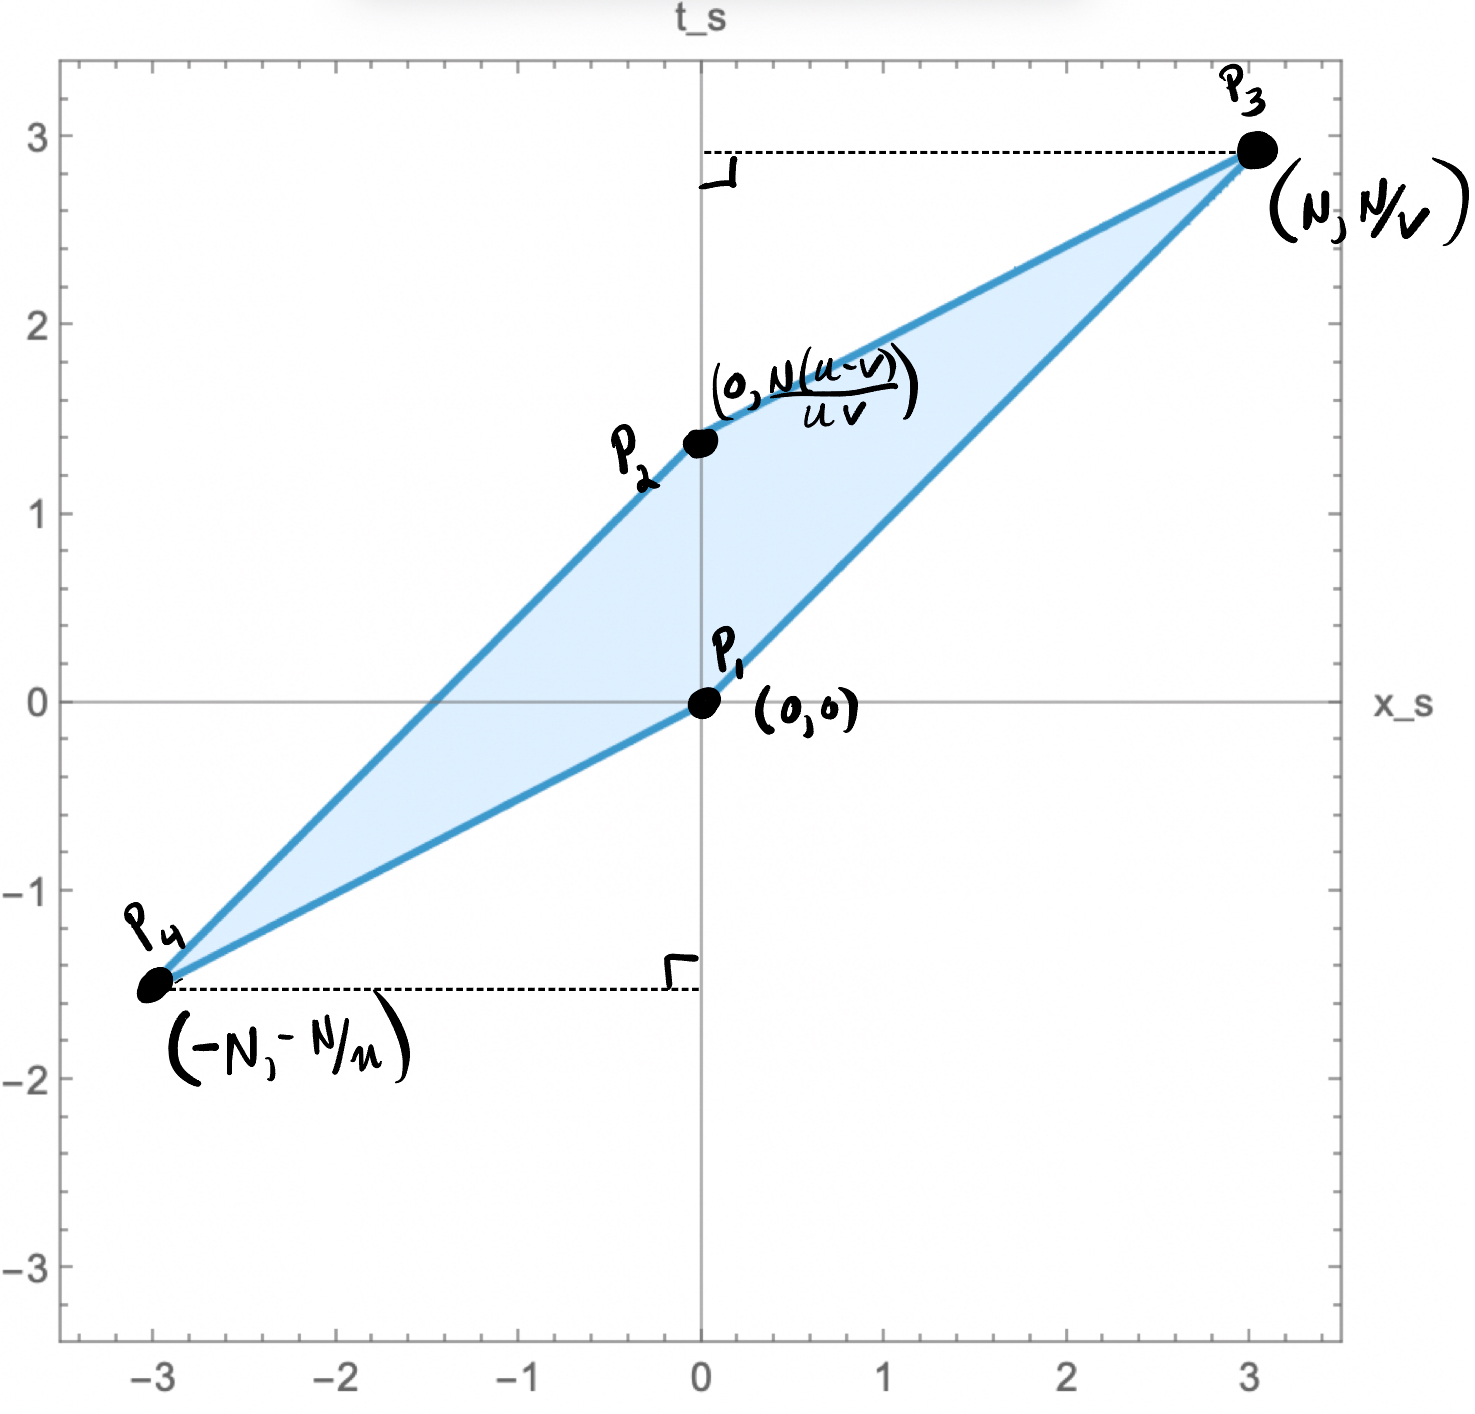 t_s
P3
3
(N, N/v)
2
(0, N(u-v)/uv)
P2
1
P1
0
(0,0)
x_s
−1
P4
(-N, -N/u)
−2
−3
−3 −2 −1 0 1 2 3